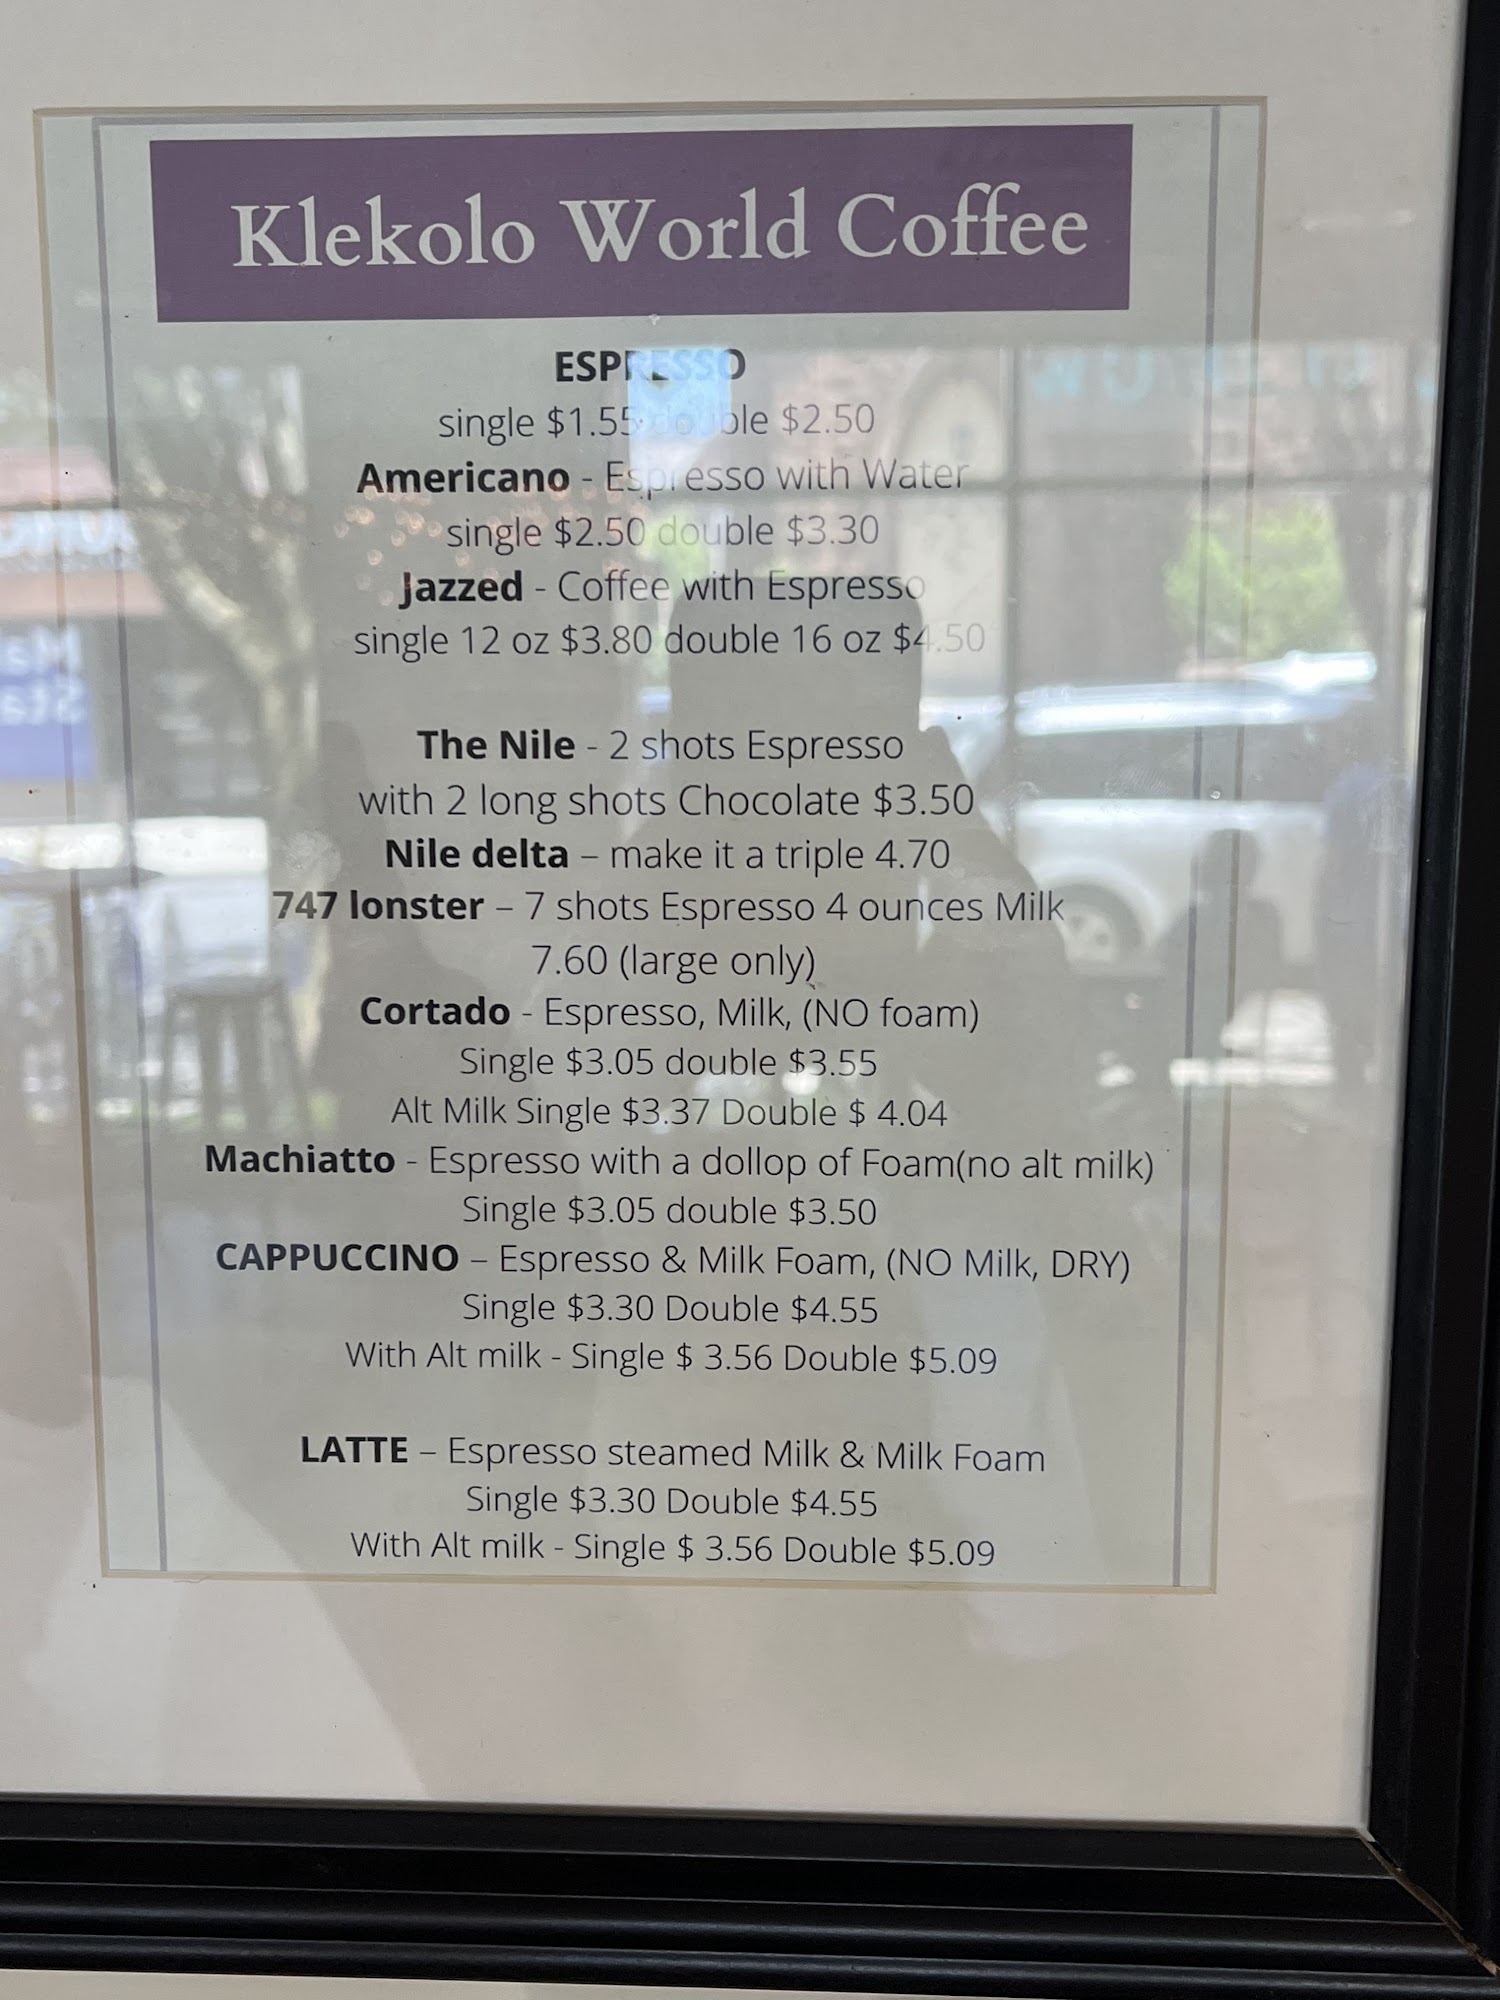 Klekolo World Coffee
ESPRESSO
single $1.55 double $2.50
Americano - Espresso with Water
single $2.50 double $3.30
Jazzed - Coffee with Espresso
single 12 oz $3.80 double 16 oz $4.50
The Nile - 2 shots Espresso
with 2 long shots Chocolate $3.50
Nile delta – make it a triple 4.70
747 lonster – 7 shots Espresso 4 ounces Milk
7.60 (large only)
Cortado - Espresso, Milk, (NO foam)
Single $3.05 double $3.55
Alt Milk Single $3.37 Double $ 4.04
Machiatto - Espresso with a dollop of Foam(no alt milk)
Single $3.05 double $3.50
CAPPUCCINO – Espresso & Milk Foam, (NO Milk, DRY)
Single $3.30 Double $4.55
With Alt milk - Single $ 3.56 Double $5.09
LATTE – Espresso steamed Milk & Milk Foam
Single $3.30 Double $4.55
With Alt milk - Single $ 3.56 Double $5.09